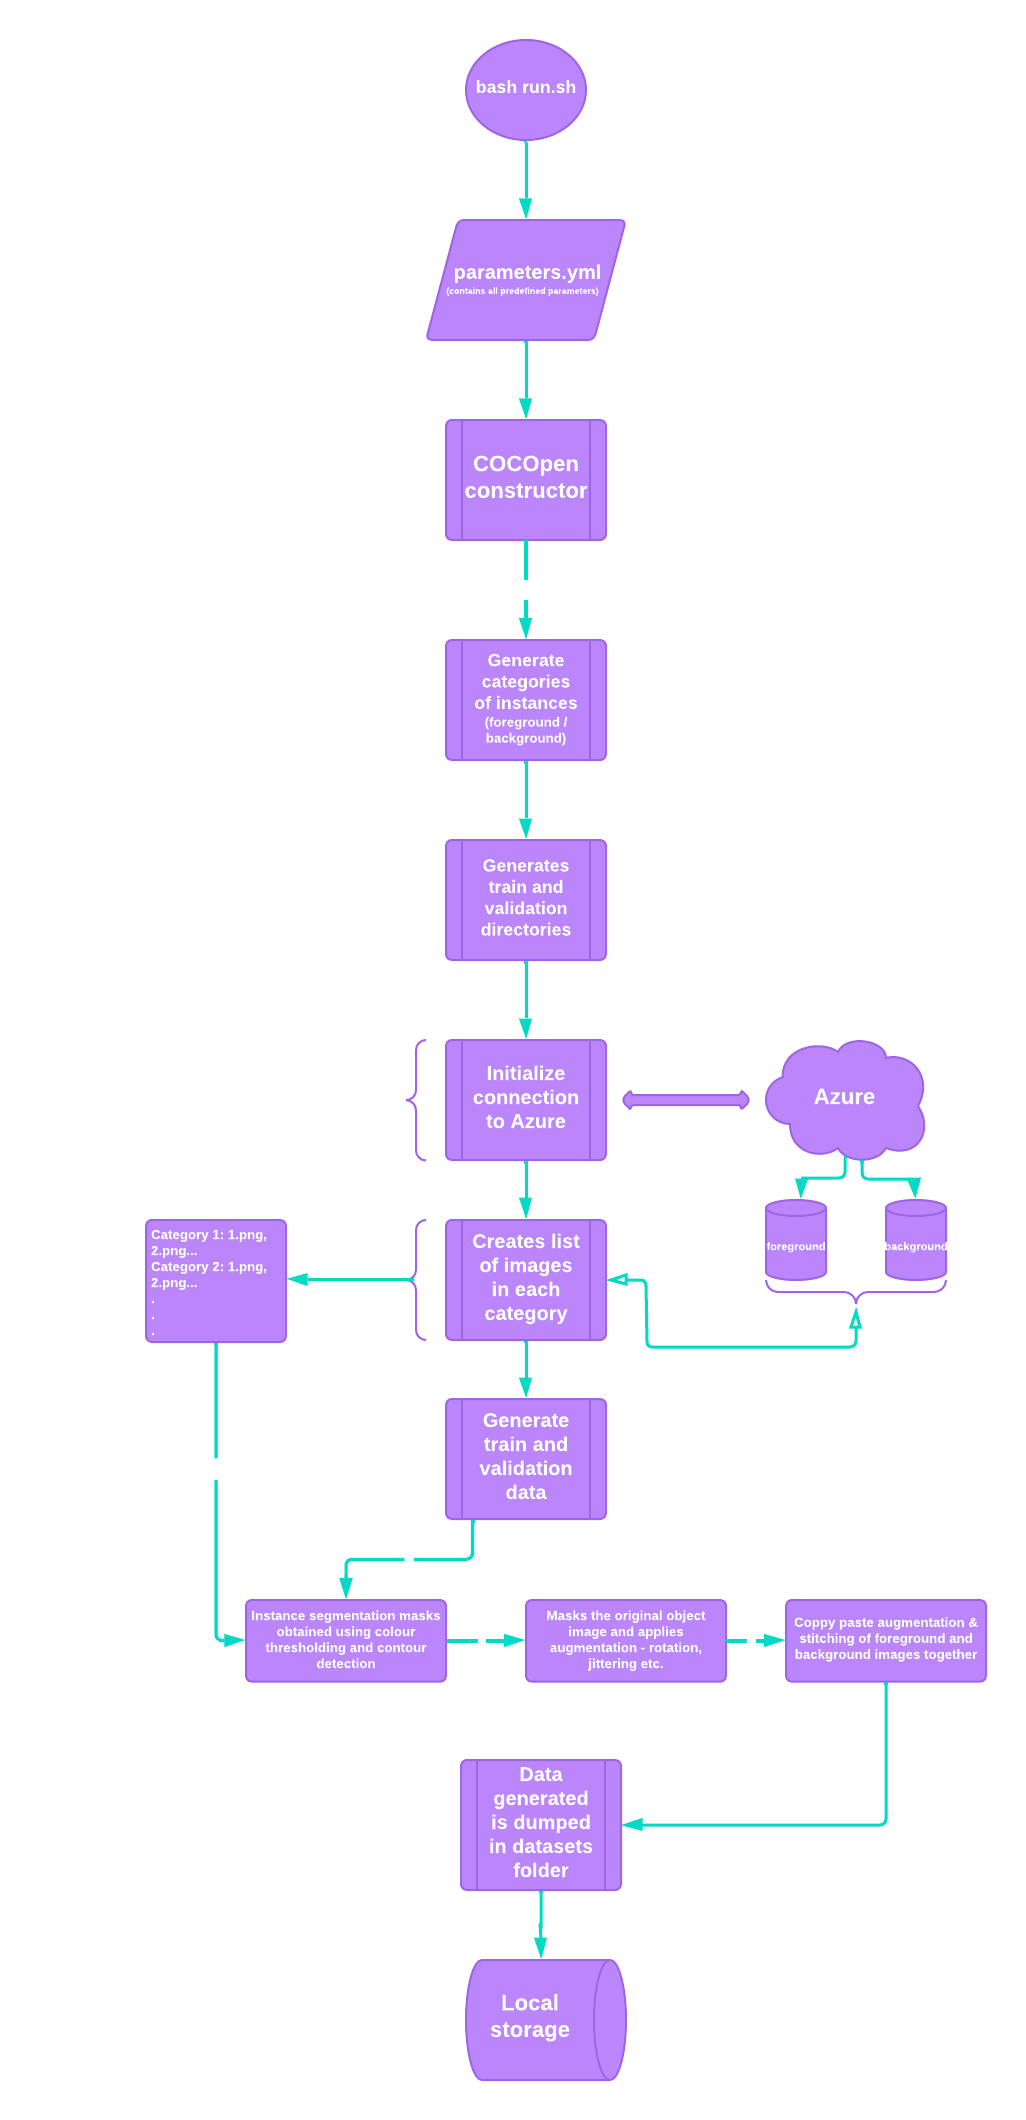 bash run.sh
parameters.yml
(contains all predefined parameters)
COCOpen
constructor
Generate
categories
of instances
(foreground /
background)
Generates
train and
validation
directories
Initialize
connection
to Azure
Azure
foreground
background
Creates list
of images
in each
category
Category 1: 1.png,
2.png...
Category 2: 1.png,
2.png...
.
.
.
Generate
train and
validation
data
Instance segmentation masks
obtained using colour
thresholding and contour
detection
Masks the original object
image and applies
augmentation - rotation,
jittering etc.
Coppy paste augmentation &
stitching of foreground and
background images together
Data
generated
is dumped
in datasets
folder
Local
storage